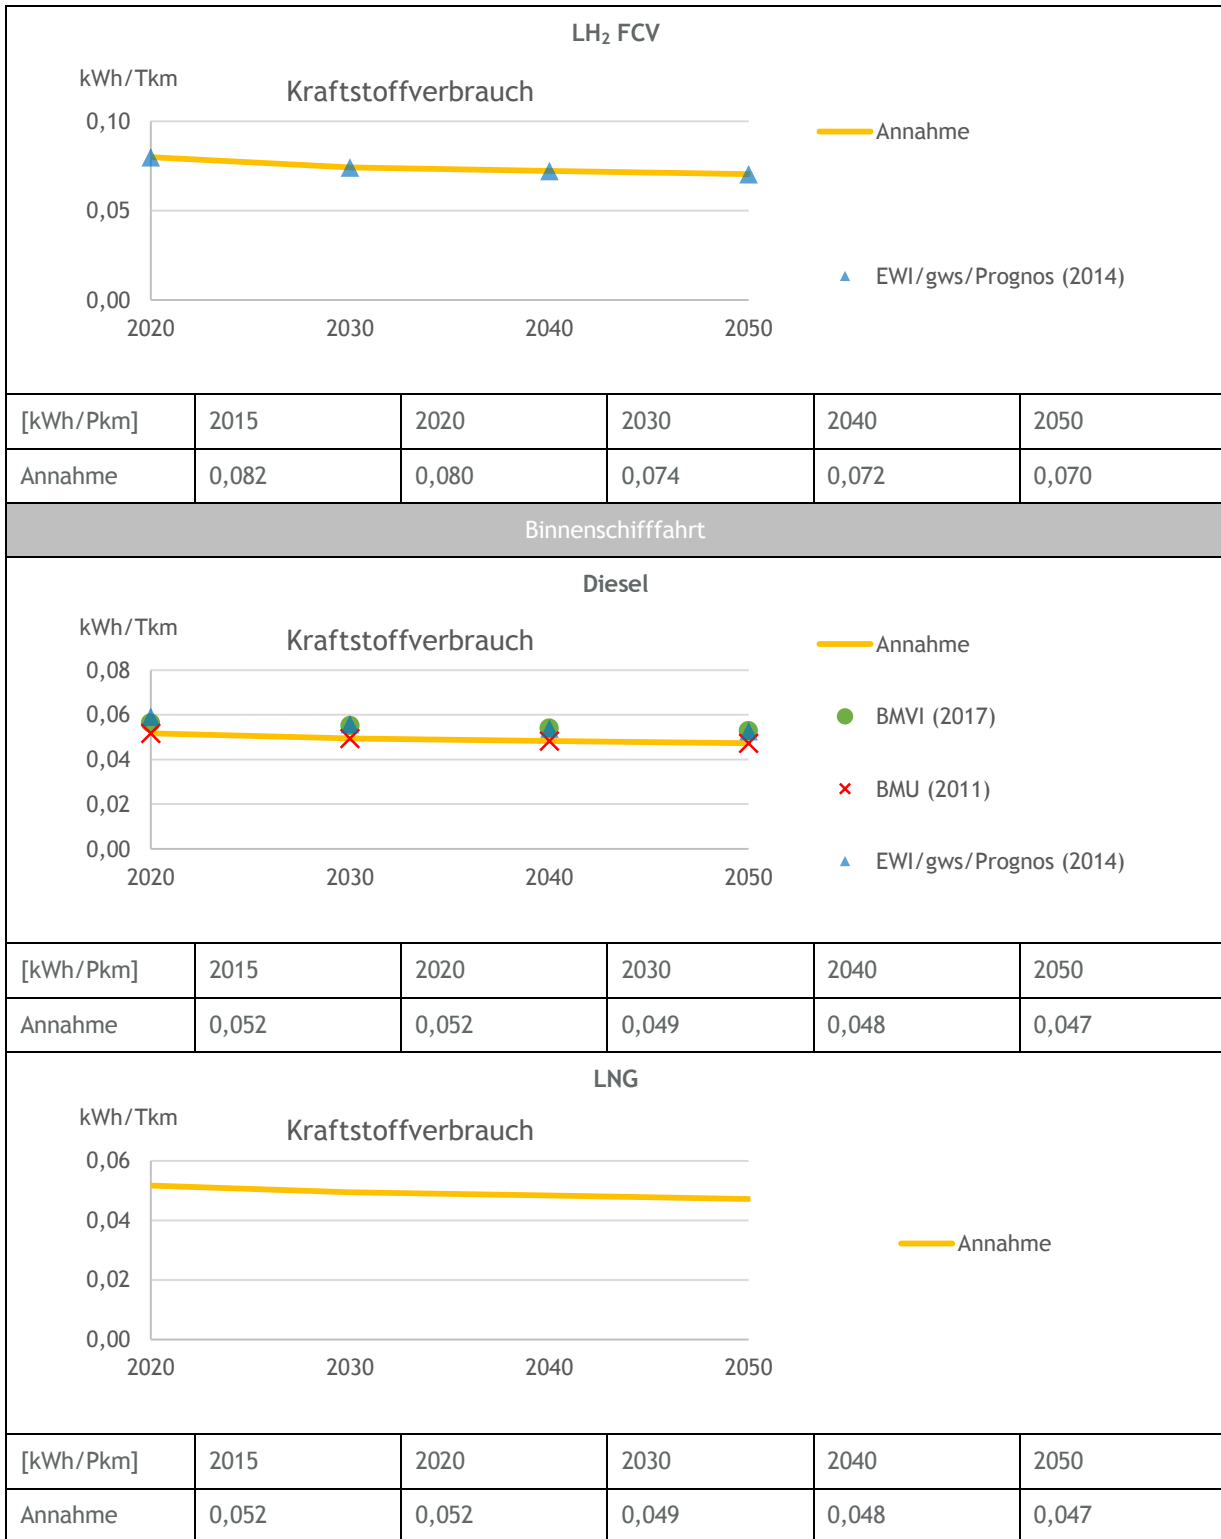 LH₂ FCV
kWh/Tkm
Kraftstoffverbrauch
0,10
0,05
0,00
2020 2030 2040 2050
Annahme
EWI/gws/Prognos (2014)
[kWh/Pkm] 2015 2020 2030 2040 2050
Annahme 0,082 0,080 0,074 0,072 0,070
Binnenschifffahrt
Diesel
kWh/Tkm
Kraftstoffverbrauch
0,08
0,06
0,04
0,02
0,00
2020 2030 2040 2050
Annahme
BMVI (2017)
BMU (2011)
EWI/gws/Prognos (2014)
[kWh/Pkm] 2015 2020 2030 2040 2050
Annahme 0,052 0,052 0,049 0,048 0,047
LNG
kWh/Tkm
Kraftstoffverbrauch
0,06
0,04
0,02
0,00
2020 2030 2040 2050
Annahme
[kWh/Pkm] 2015 2020 2030 2040 2050
Annahme 0,052 0,052 0,049 0,048 0,047